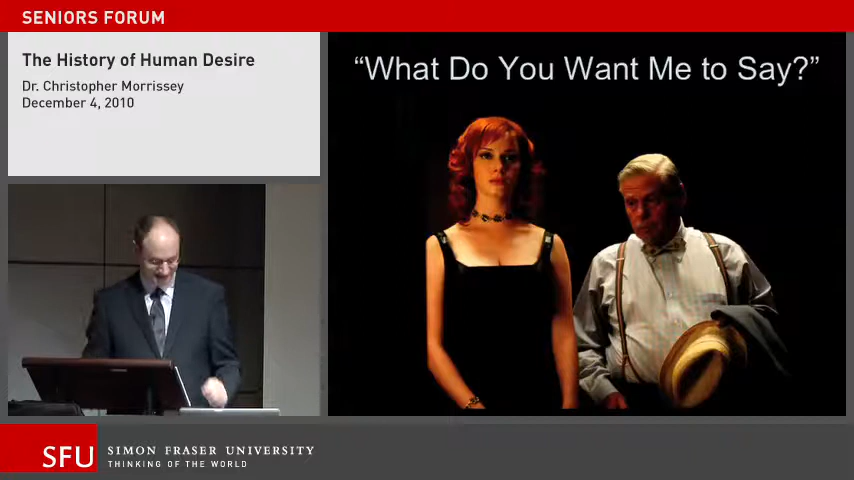 SENIORS FORUM
The History of Human Desire
Dr. Christopher Morrissey
December 4, 2010
“What Do You Want Me to Say?”
SFU
SIMON FRASER UNIVERSITY
THINKING OF THE WORLD